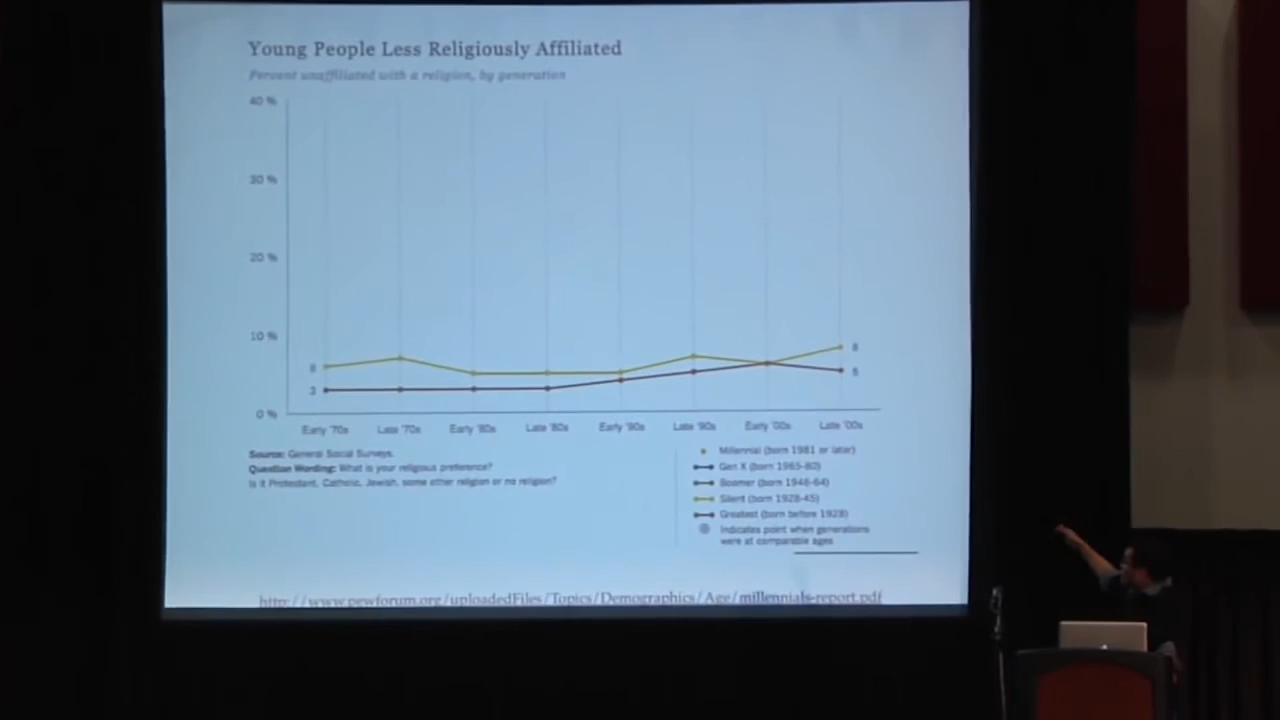 Young People Less Religiously Affiliated
Percent unaffiliated with a religion, by generation
40 %
30 %
20 %
10 %
0 %
3
8
5
Early '70s Late '70s Early '80s Late '80s Early '90s Late '90s Early '00s Late '00s
Source: General Social Surveys.
Question Wording: What is your religious preference?
Is it Protestant, Catholic, Jewish, some other religion or no religion?
Millennial (born 1981 or later)
Gen X (born 1965-80)
Boomer (born 1946-64)
Silent (born 1928-45)
Greatest (born before 1928)
Indicates point when generations
were at comparable ages
http://www.pewforum.org/uploadedFiles/Topics/Demographics/Age/millennials-report.pdf